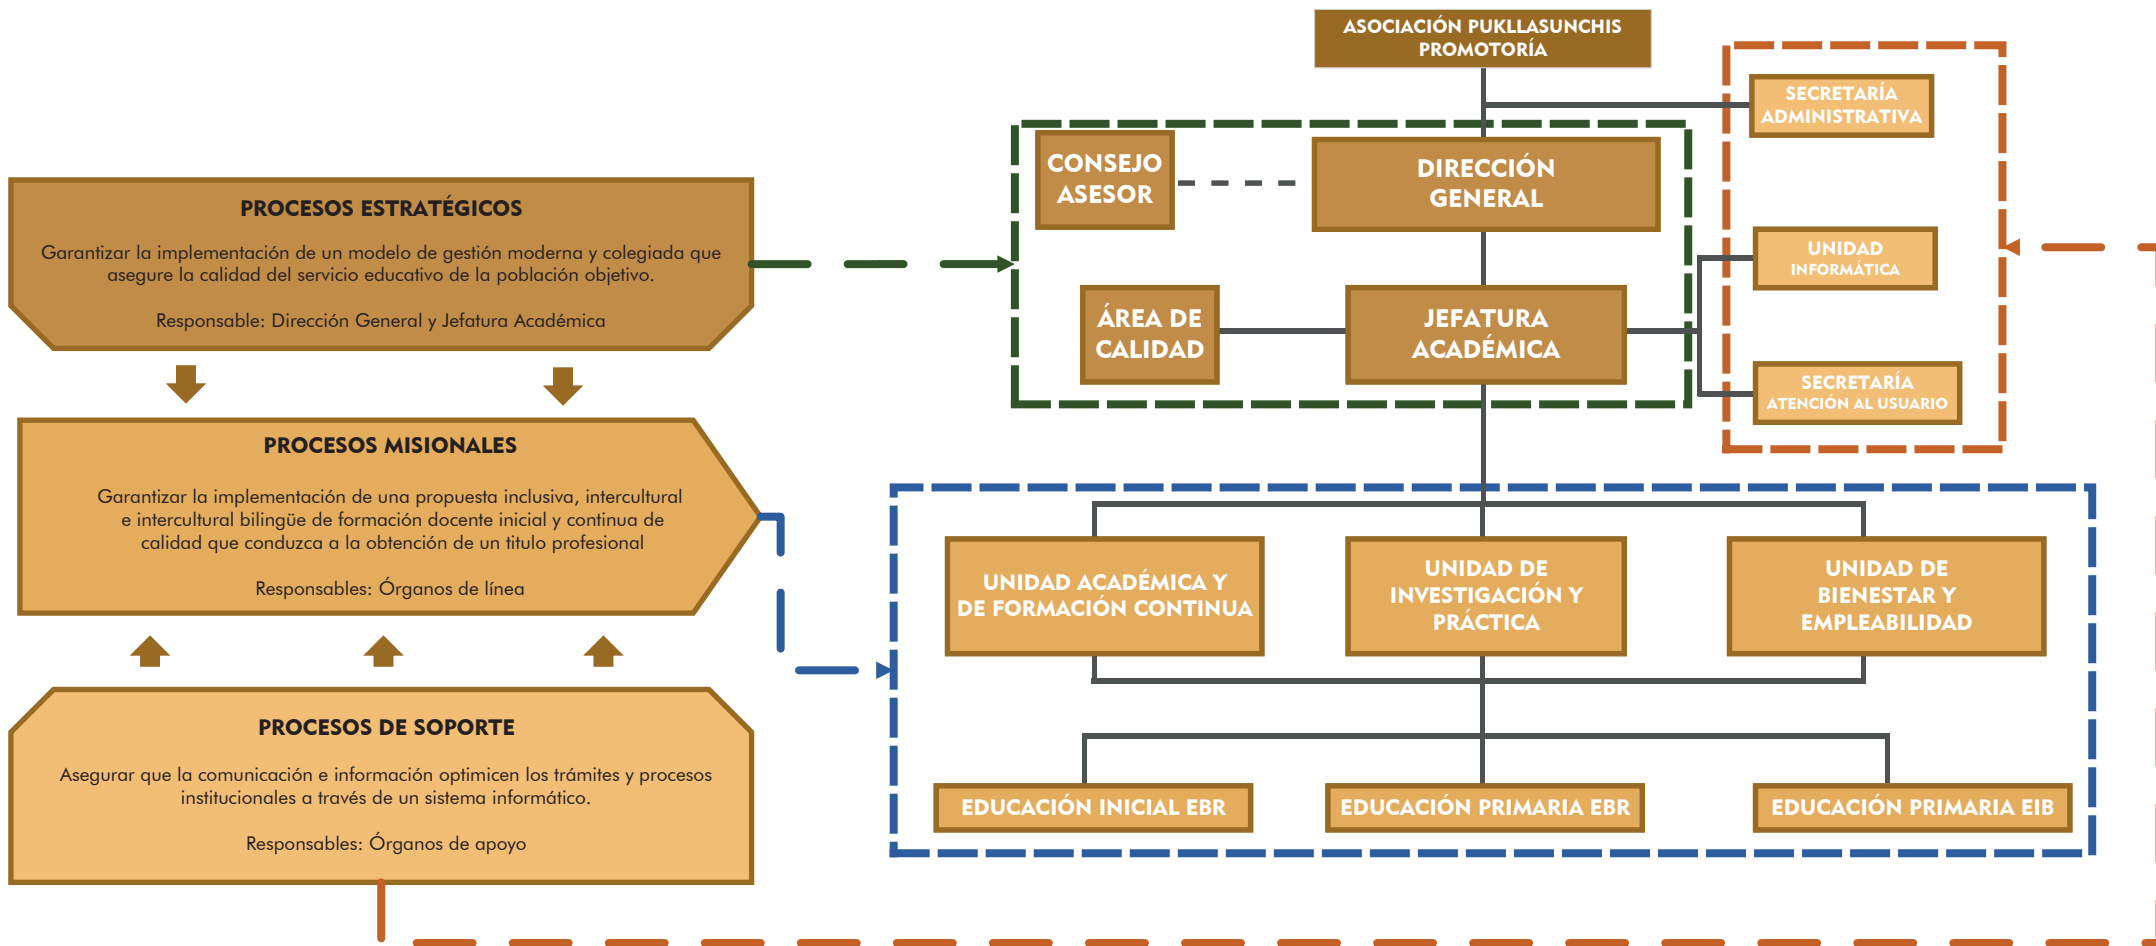 PROCESOS ESTRATÉGICOS
Garantizar la implementación de un modelo de gestión moderna y colegiada que
asegure la calidad del servicio educativo de la población objetivo.
Responsable: Dirección General y Jefatura Académica
PROCESOS MISIONALES
Garantizar la implementación de una propuesta inclusiva, intercultural
e intercultural bilingüe de formación docente inicial y continua de
calidad que conduzca a la obtención de un titulo profesional
Responsables: Órganos de línea
PROCESOS DE SOPORTE
Asegurar que la comunicación e información optimicen los trámites y procesos
institucionales a través de un sistema informático.
Responsables: Órganos de apoyo
ASOCIACIÓN PUKLLASUNCHIS
PROMOTORÍA
SECRETARÍA
ADMINISTRATIVA
CONSEJO
ASESOR
DIRECCIÓN
GENERAL
UNIDAD
INFORMÁTICA
ÁREA DE
CALIDAD
JEFATURA
ACADÉMICA
SECRETARÍA
ATENCIÓN AL USUARIO
UNIDAD ACADÉMICA Y
DE FORMACIÓN CONTINUA
UNIDAD DE
INVESTIGACIÓN Y
PRÁCTICA
UNIDAD DE
BIENESTAR Y
EMPLEABILIDAD
EDUCACIÓN INICIAL EBR
EDUCACIÓN PRIMARIA EBR
EDUCACIÓN PRIMARIA EIB